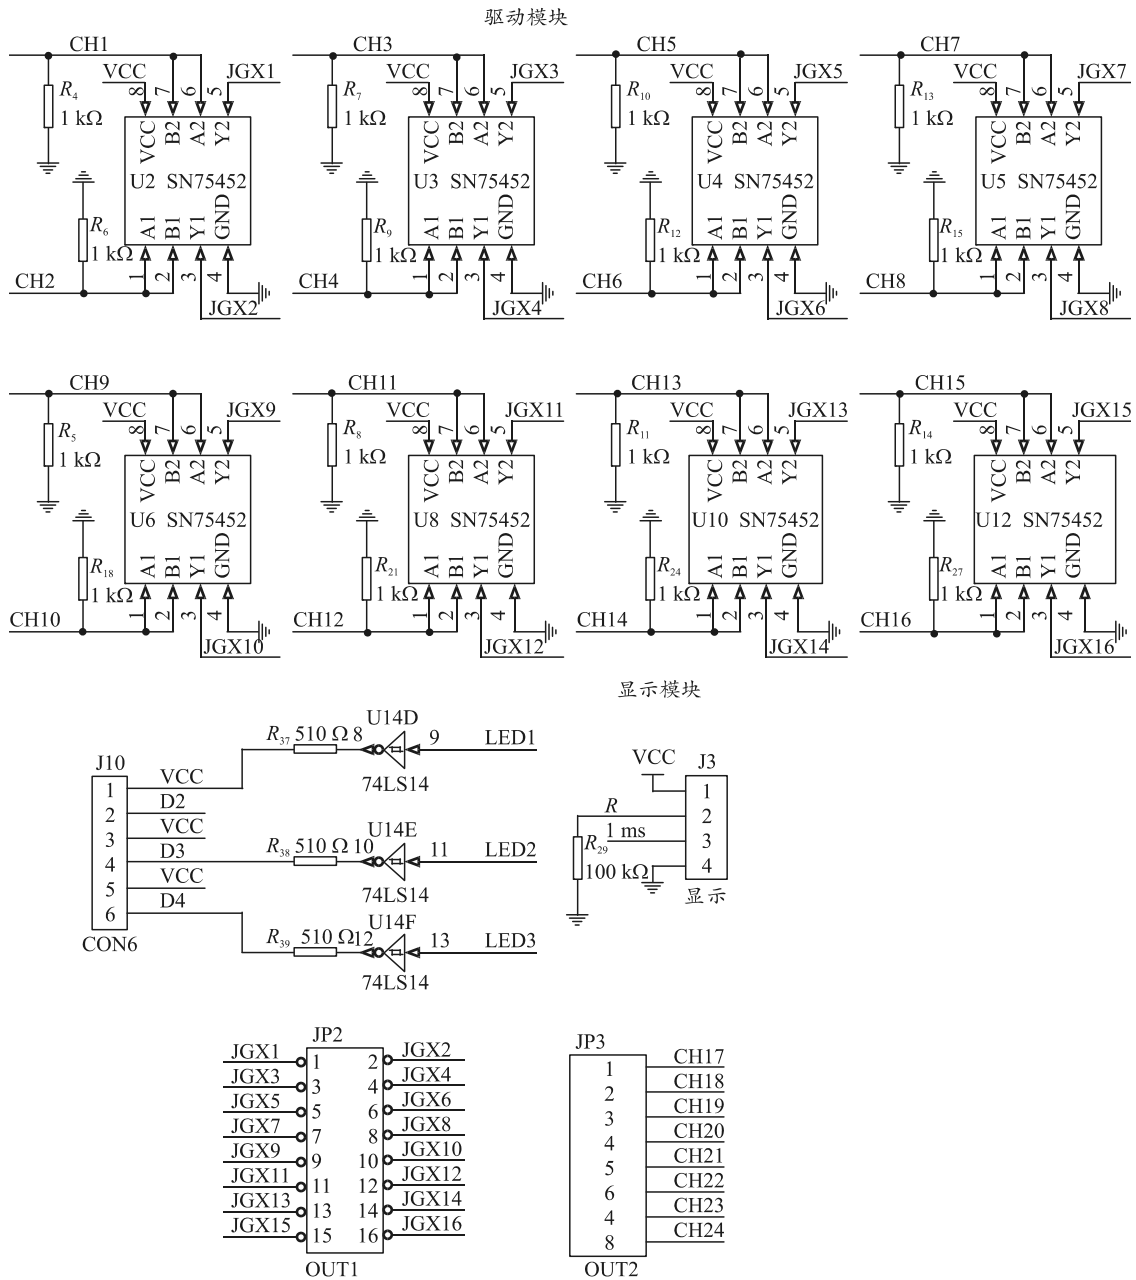 驱动模块
CH1 CH3 CH5 CH7
VCC JGX1 VCC JGX3 VCC JGX5 VCC JGX7
8 7 6 5 8 7 6 5 8 7 6 5 8 7 6 5
R4 R7 R10 R13
1 kΩ 1 kΩ 1 kΩ 1 kΩ
VCC B2 A2 Y2 VCC B2 A2 Y2 VCC B2 A2 Y2 VCC B2 A2 Y2
U2 SN75452 U3 SN75452 U4 SN75452 U5 SN75452
A1 B1 Y1 GND A1 B1 Y1 GND A1 B1 Y1 GND A1 B1 Y1 GND
R6 R9 R12 R15
1 kΩ 1 kΩ 1 kΩ 1 kΩ
1 2 3 4 1 2 3 4 1 2 3 4 1 2 3 4
CH2 CH4 CH6 CH8
JGX2 JGX4 JGX6 JGX8
CH9 CH11 CH13 CH15
VCC JGX9 VCC JGX11 VCC JGX13 VCC JGX15
8 7 6 5 8 7 6 5 8 7 6 5 8 7 6 5
R5 R8 R11 R14
1 kΩ 1 kΩ 1 kΩ 1 kΩ
VCC B2 A2 Y2 VCC B2 A2 Y2 VCC B2 A2 Y2 VCC B2 A2 Y2
U6 SN75452 U8 SN75452 U10 SN75452 U12 SN75452
A1 B1 Y1 GND A1 B1 Y1 GND A1 B1 Y1 GND A1 B1 Y1 GND
R18 R21 R24 R27
1 kΩ 1 kΩ 1 kΩ 1 kΩ
1 2 3 4 1 2 3 4 1 2 3 4 1 2 3 4
CH10 CH12 CH14 CH16
JGX10 JGX12 JGX14 JGX16
显示模块
U14D
R37 510 Ω 8 9 LED1
74LS14
J10
1 VCC
2 D2
3 VCC
4 D3
5 VCC
6 D4
CON6
U14E
R38 510 Ω 10 11 LED2
74LS14
U14F
R39 510 Ω 12 13 LED3
74LS14
VCC J3
1
R 2
1 ms 3
R29
100 kΩ 4
显示
JP2
JGX1 1 2 JGX2
JGX3 3 4 JGX4
JGX5 5 6 JGX6
JGX7 7 8 JGX8
JGX9 9 10 JGX10
JGX11 11 12 JGX12
JGX13 13 14 JGX14
JGX15 15 16 JGX16
OUT1
JP3
1 CH17
2 CH18
3 CH19
4 CH20
5 CH21
6 CH22
4 CH23
8 CH24
OUT2